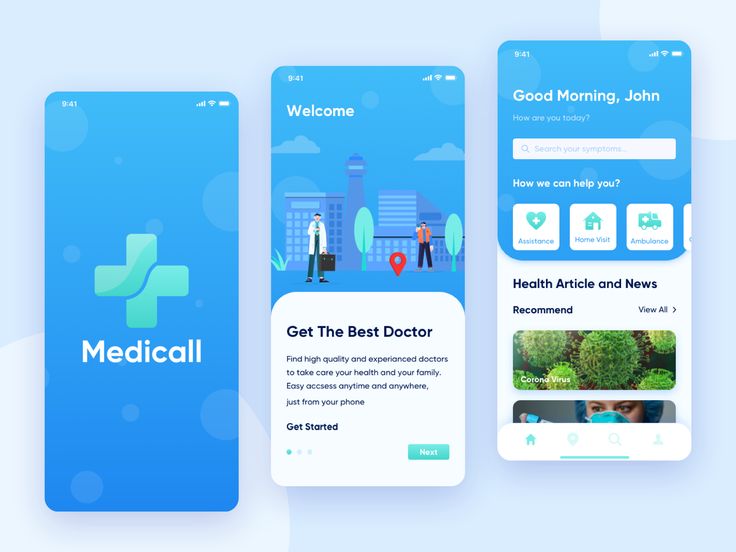 9:41
Medicall
9:41
Welcome
Get The Best Doctor
Find high quality and experianced doctors
to take care your health and your family.
Easy accsess anytime and anywhere,
just from your phone
Get Started
Next
9:41
Good Morning, John
How are you today?
Search your symptoms...
How we can help you?
Assistance
Home Visit
Ambulance
Health Article and News
Recommend
View All
Corona Virus